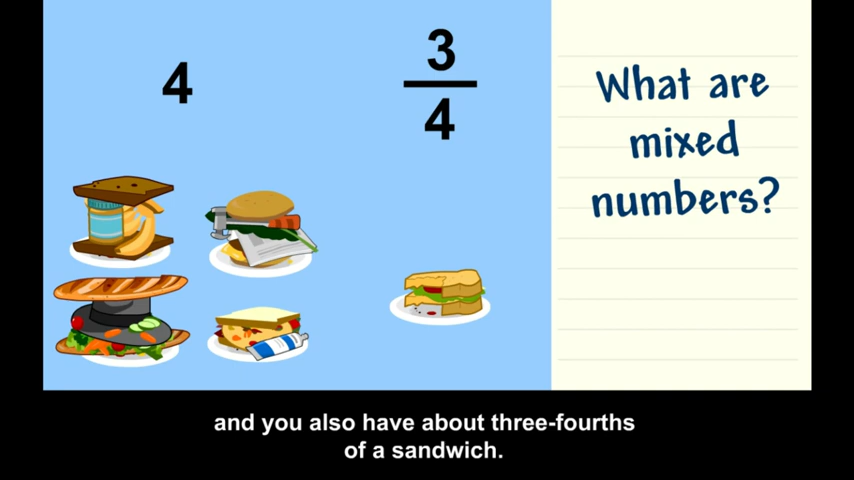 4
3
4
What are
mixed
numbers?
and you also have about three-fourths
of a sandwich.